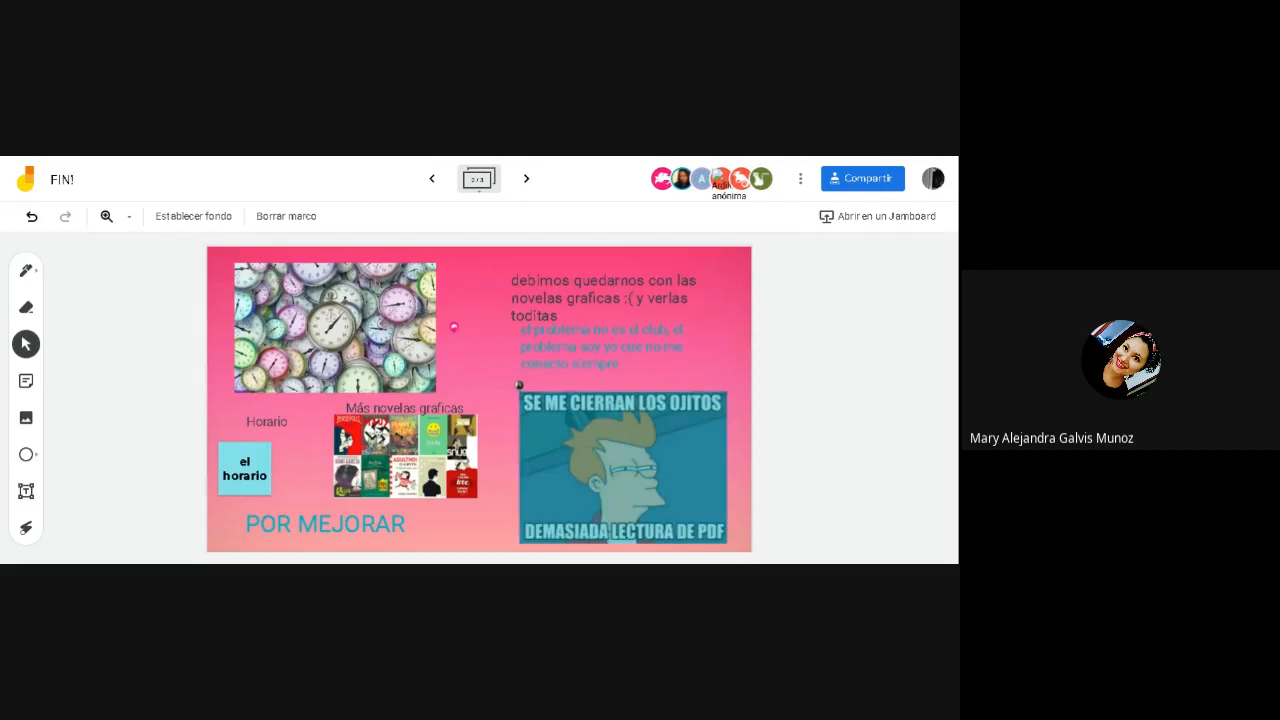 FIN!
2 / 3
A
anónima
Compartir
Establecer fondo
Borrar marco
Abrir en un Jamboard
debimos quedarnos con las
novelas graficas :( y verlas
toditas
el problema no es el club, el
problema soy yo que no me
conecto siempre
Más novelas graficas
Horario
el
horario
POR MEJORAR
SE ME CIERRAN LOS OJITOS
DEMASIADA LECTURA DE PDF
Mary Alejandra Galvis Munoz